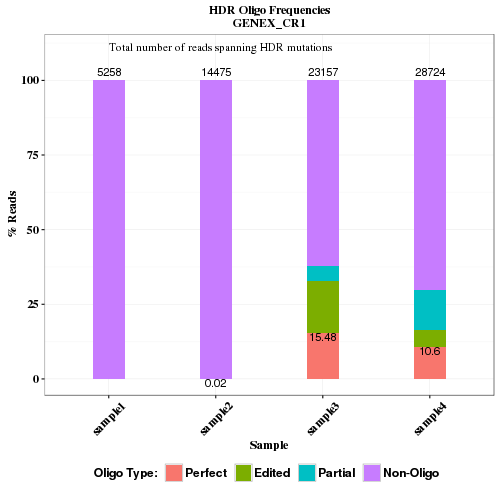 HDR Oligo Frequencies
GENEX_CR1
Total number of reads spanning HDR mutations
5258 14475 23157 28724
100
75
50
25
0
% Reads
15.48
10.6
0.02
sample1 sample2 sample3 sample4
Sample
Oligo Type: Perfect Edited Partial Non-Oligo